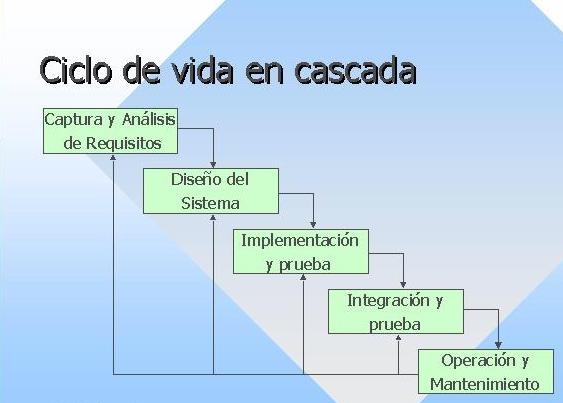 Ciclo de vida en cascada
Captura y Análisis
de Requisitos
Diseño del
Sistema
Implementación
y prueba
Integración y
prueba
Operación y
Mantenimiento